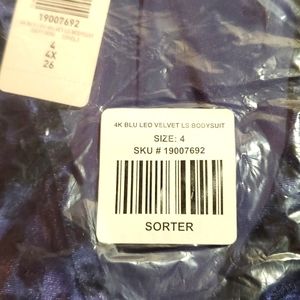 19007692
4
4X
26
4K BLU LEO VELVET LS BODYSUIT
SIZE: 4
SKU # 19007692
SORTER